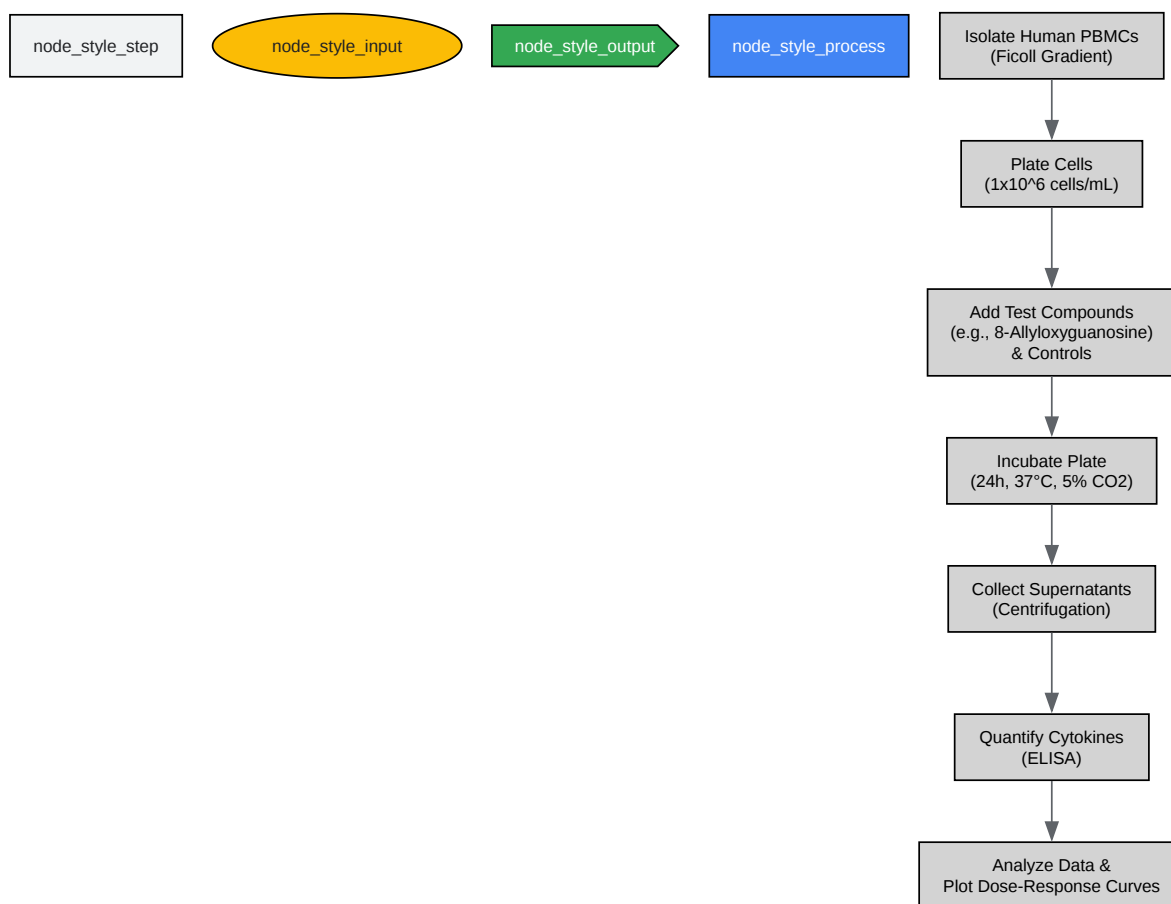 node_style_step
node_style_input
node_style_output
node_style_process
Isolate Human PBMCs
(Ficoll Gradient)
Plate Cells
(1x10^6 cells/mL)
Add Test Compounds
(e.g., 8-Allyloxyguanosine)
& Controls
Incubate Plate
(24h, 37°C, 5% CO2)
Collect Supernatants
(Centrifugation)
Quantify Cytokines
(ELISA)
Analyze Data &
Plot Dose-Response Curves